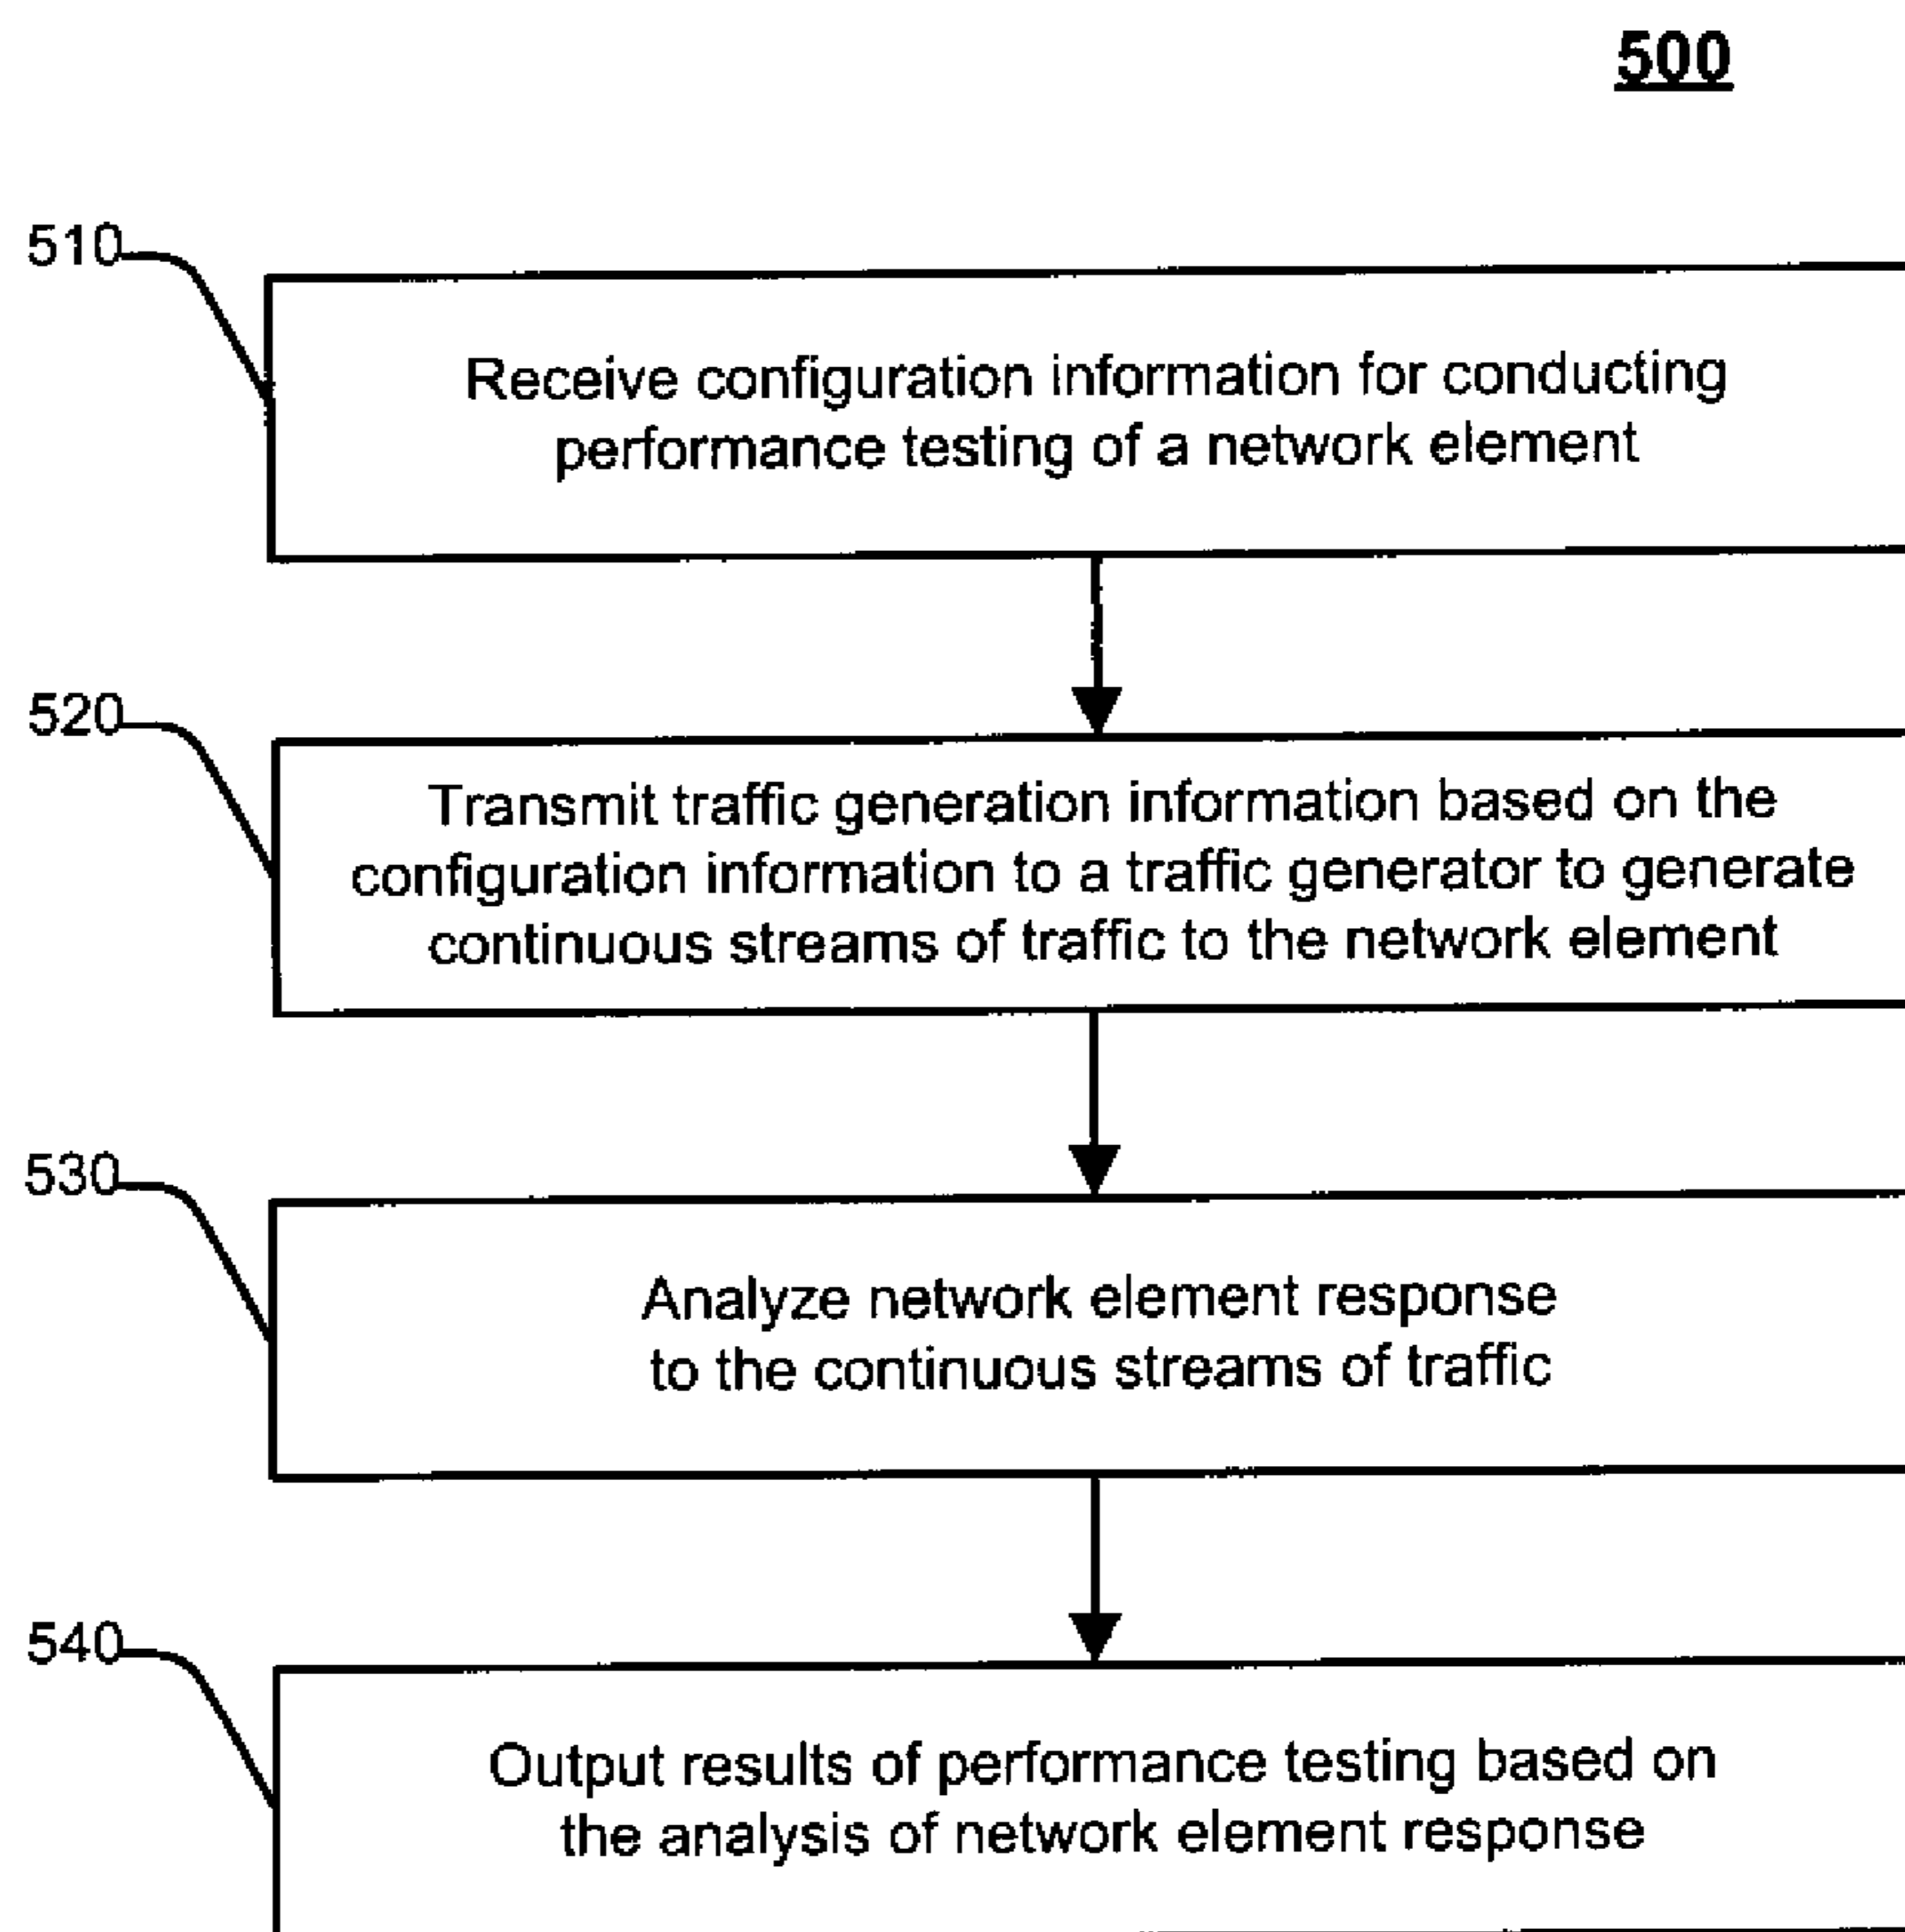 500
510
Receive configuration information for conducting
performance testing of a network element
520
Transmit traffic generation information based on the
configuration information to a traffic generator to generate
continuous streams of traffic to the network element
530
Analyze network element response
to the continuous streams of traffic
540
Output results of performance testing based on
the analysis of network element response